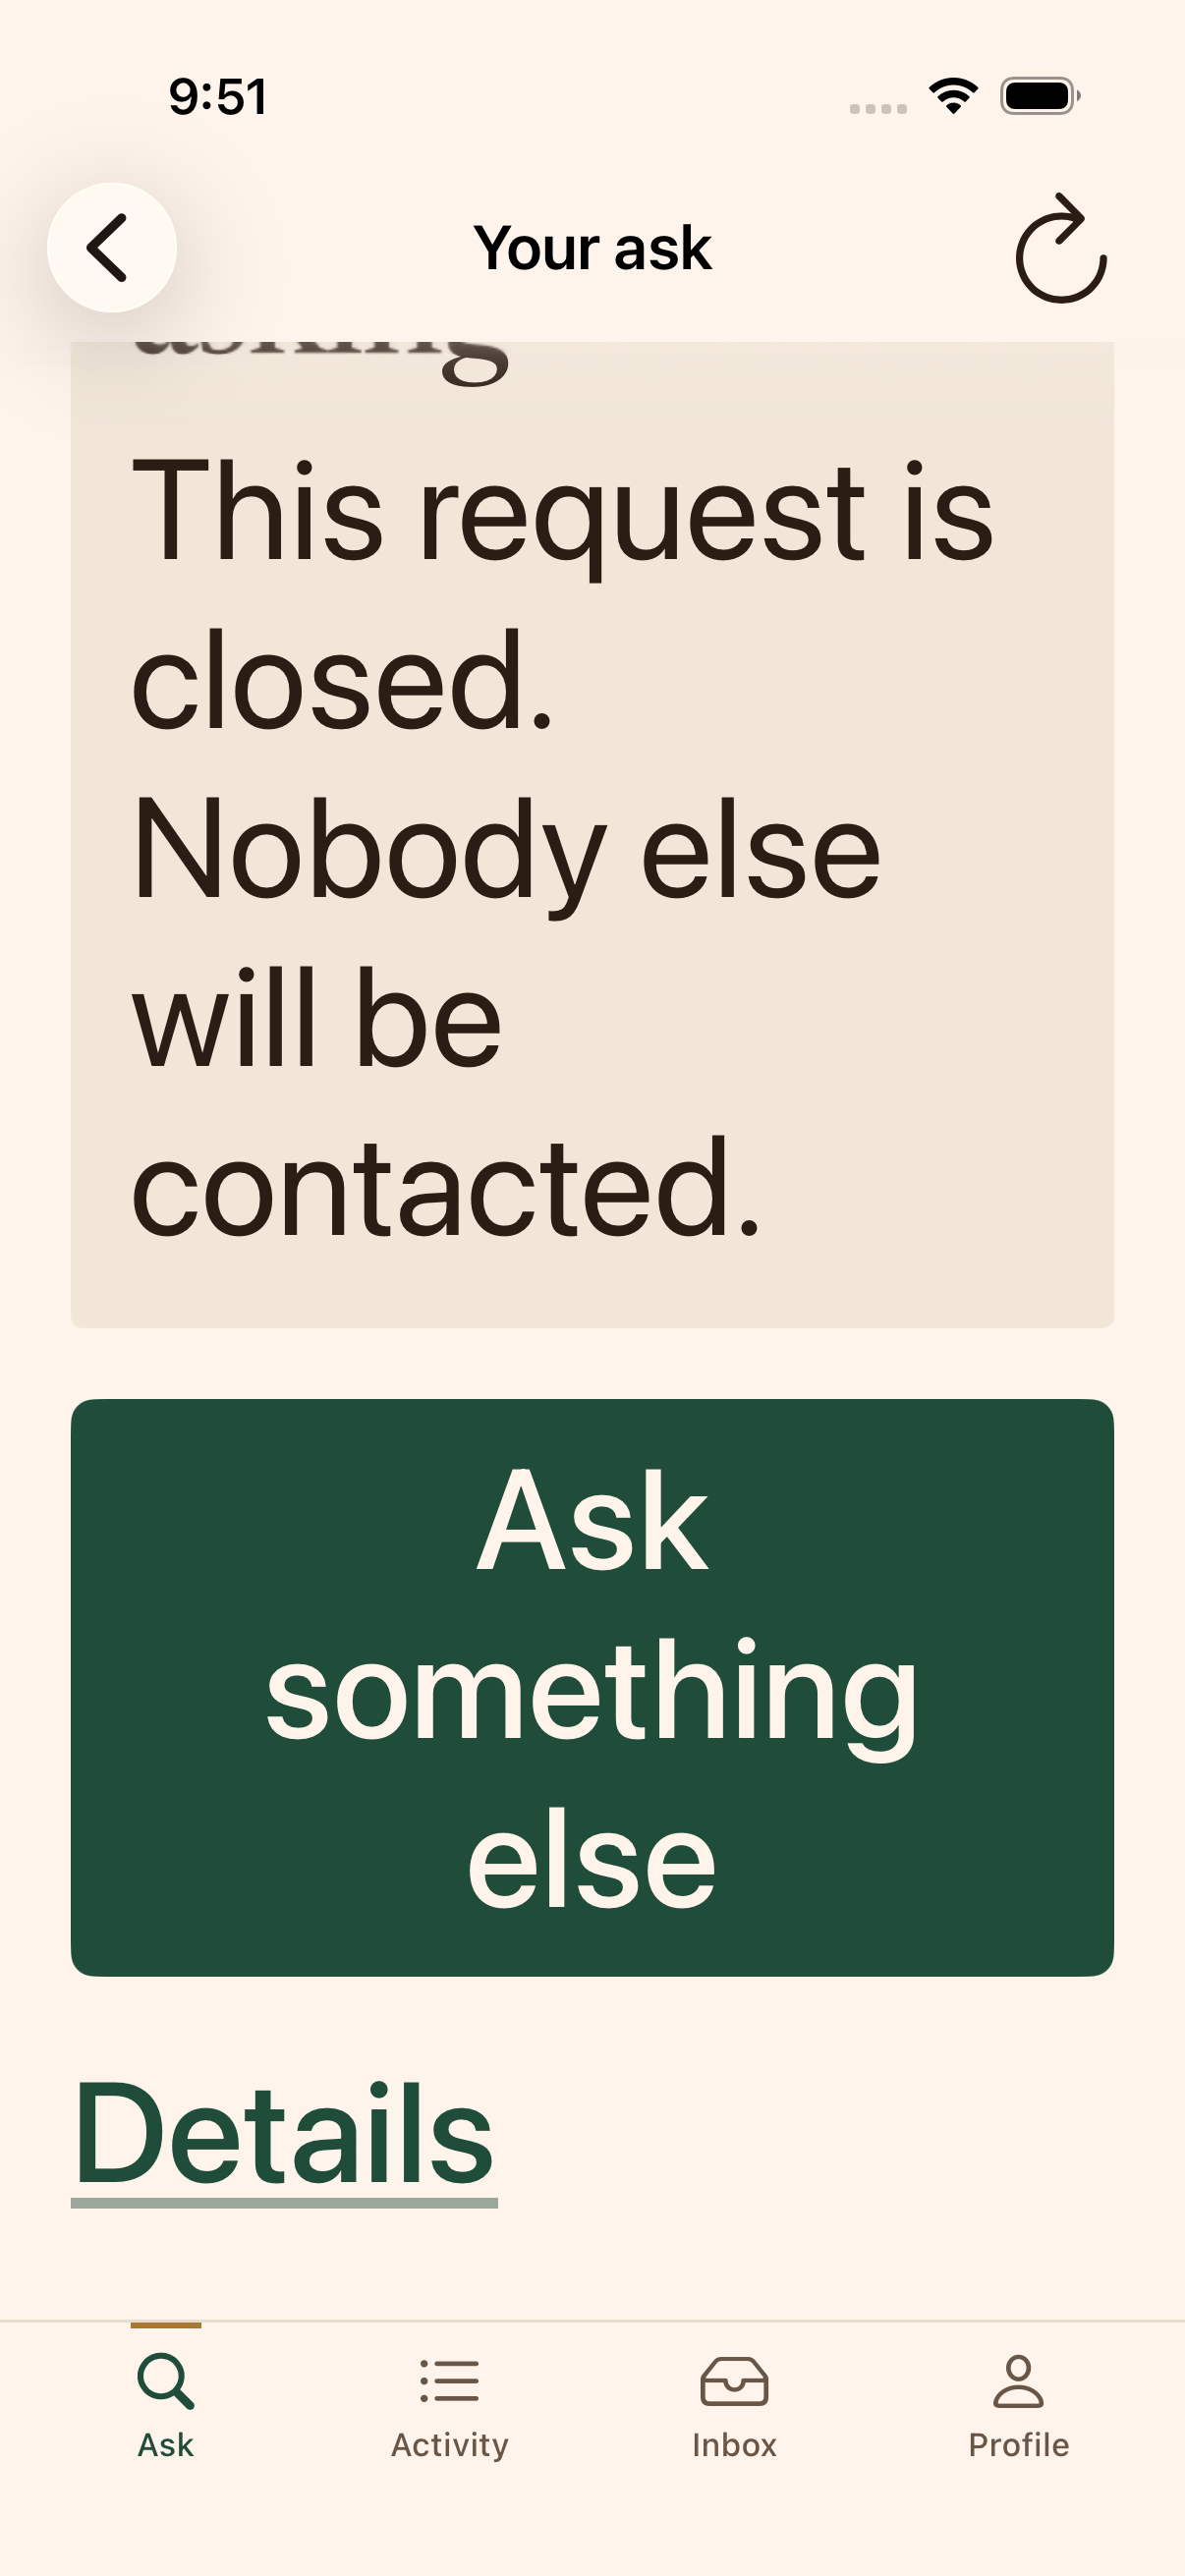 9:51
Your ask
asking
This request is
closed.
Nobody else
will be
contacted.
Ask
something
else
Details
Ask
Activity
Inbox
Profile